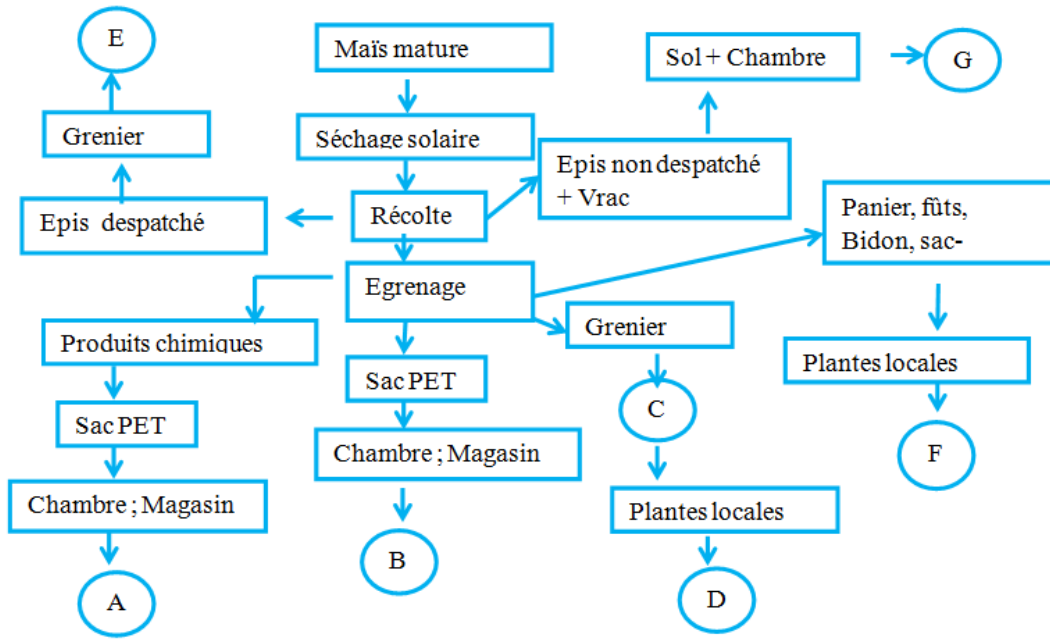 E
Maïs mature
Sol + Chambre
G
Grenier
Séchage solaire
Epis non despatché
+ Vrac
Epis despatché
Récolte
Panier, fûts,
Bidon, sac-
Egrenage
Grenier
Produits chimiques
Sac PET
Plantes locales
Sac PET
C
Chambre ; Magasin
F
Chambre ; Magasin
Plantes locales
B
A
D